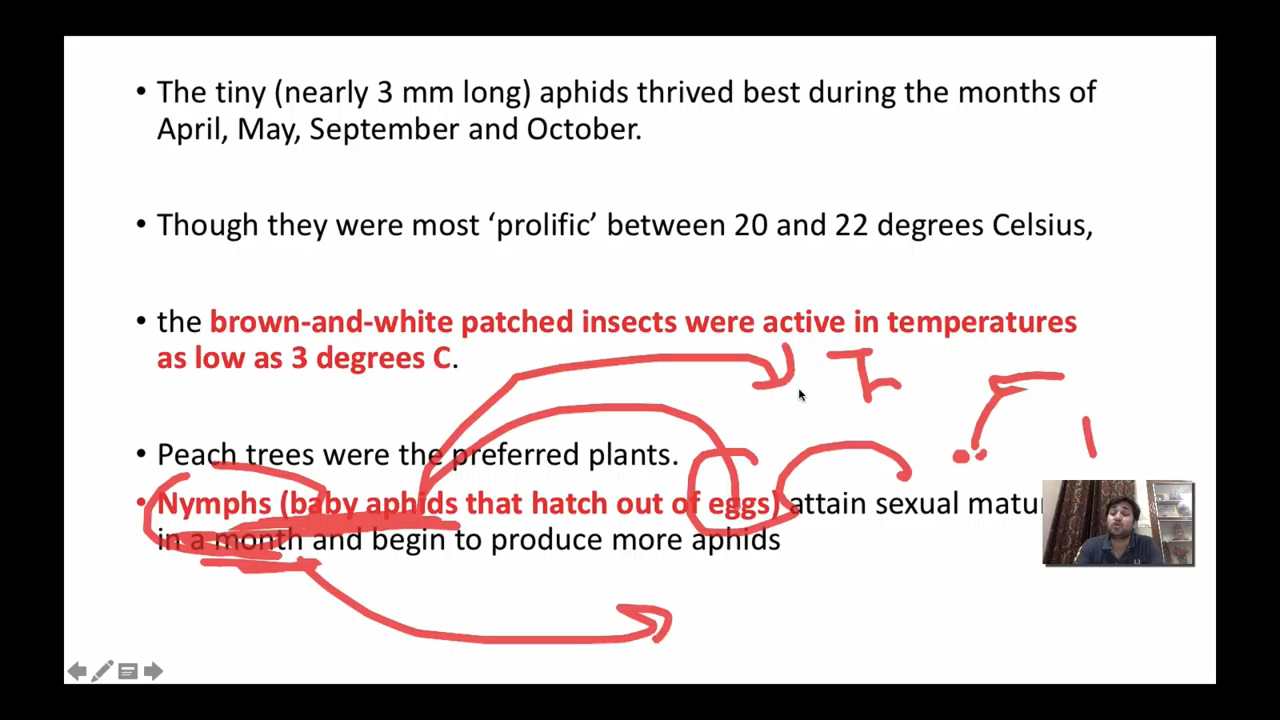 • The tiny (nearly 3 mm long) aphids thrived best during the months of
April, May, September and October.
• Though they were most ‘prolific’ between 20 and 22 degrees Celsius,
• the brown-and-white patched insects were active in temperatures
as low as 3 degrees C.
• Peach trees were the preferred plants.
• Nymphs (baby aphids that hatch out of eggs) attain sexual matu
in a month and begin to produce more aphids